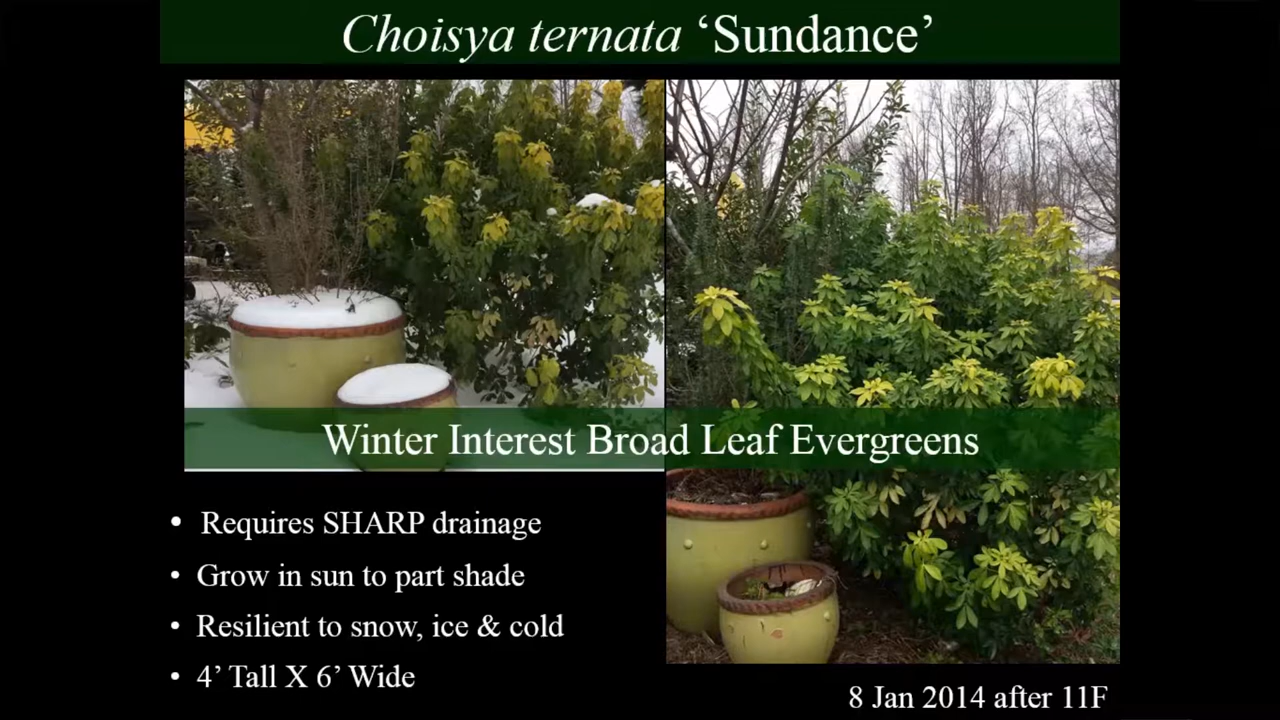 Choisya ternata ‘Sundance’
Winter Interest Broad Leaf Evergreens
• Requires SHARP drainage
• Grow in sun to part shade
• Resilient to snow, ice & cold
• 4’ Tall X 6’ Wide
8 Jan 2014 after 11F